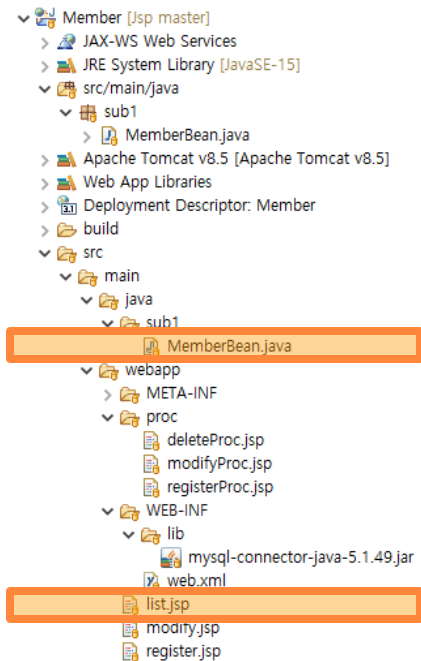 Member [Jsp master]
JAX-WS Web Services
JRE System Library [JavaSE-15]
src/main/java
sub1
MemberBean.java
Apache Tomcat v8.5 [Apache Tomcat v8.5]
Web App Libraries
3.1 Deployment Descriptor: Member
build
src
main
java
sub1
MemberBean.java
webapp
META-INF
proc
deleteProc.jsp
modifyProc.jsp
registerProc.jsp
WEB-INF
lib
mysql-connector-java-5.1.49.jar
web.xml
list.jsp
modify.jsp
register.jsp